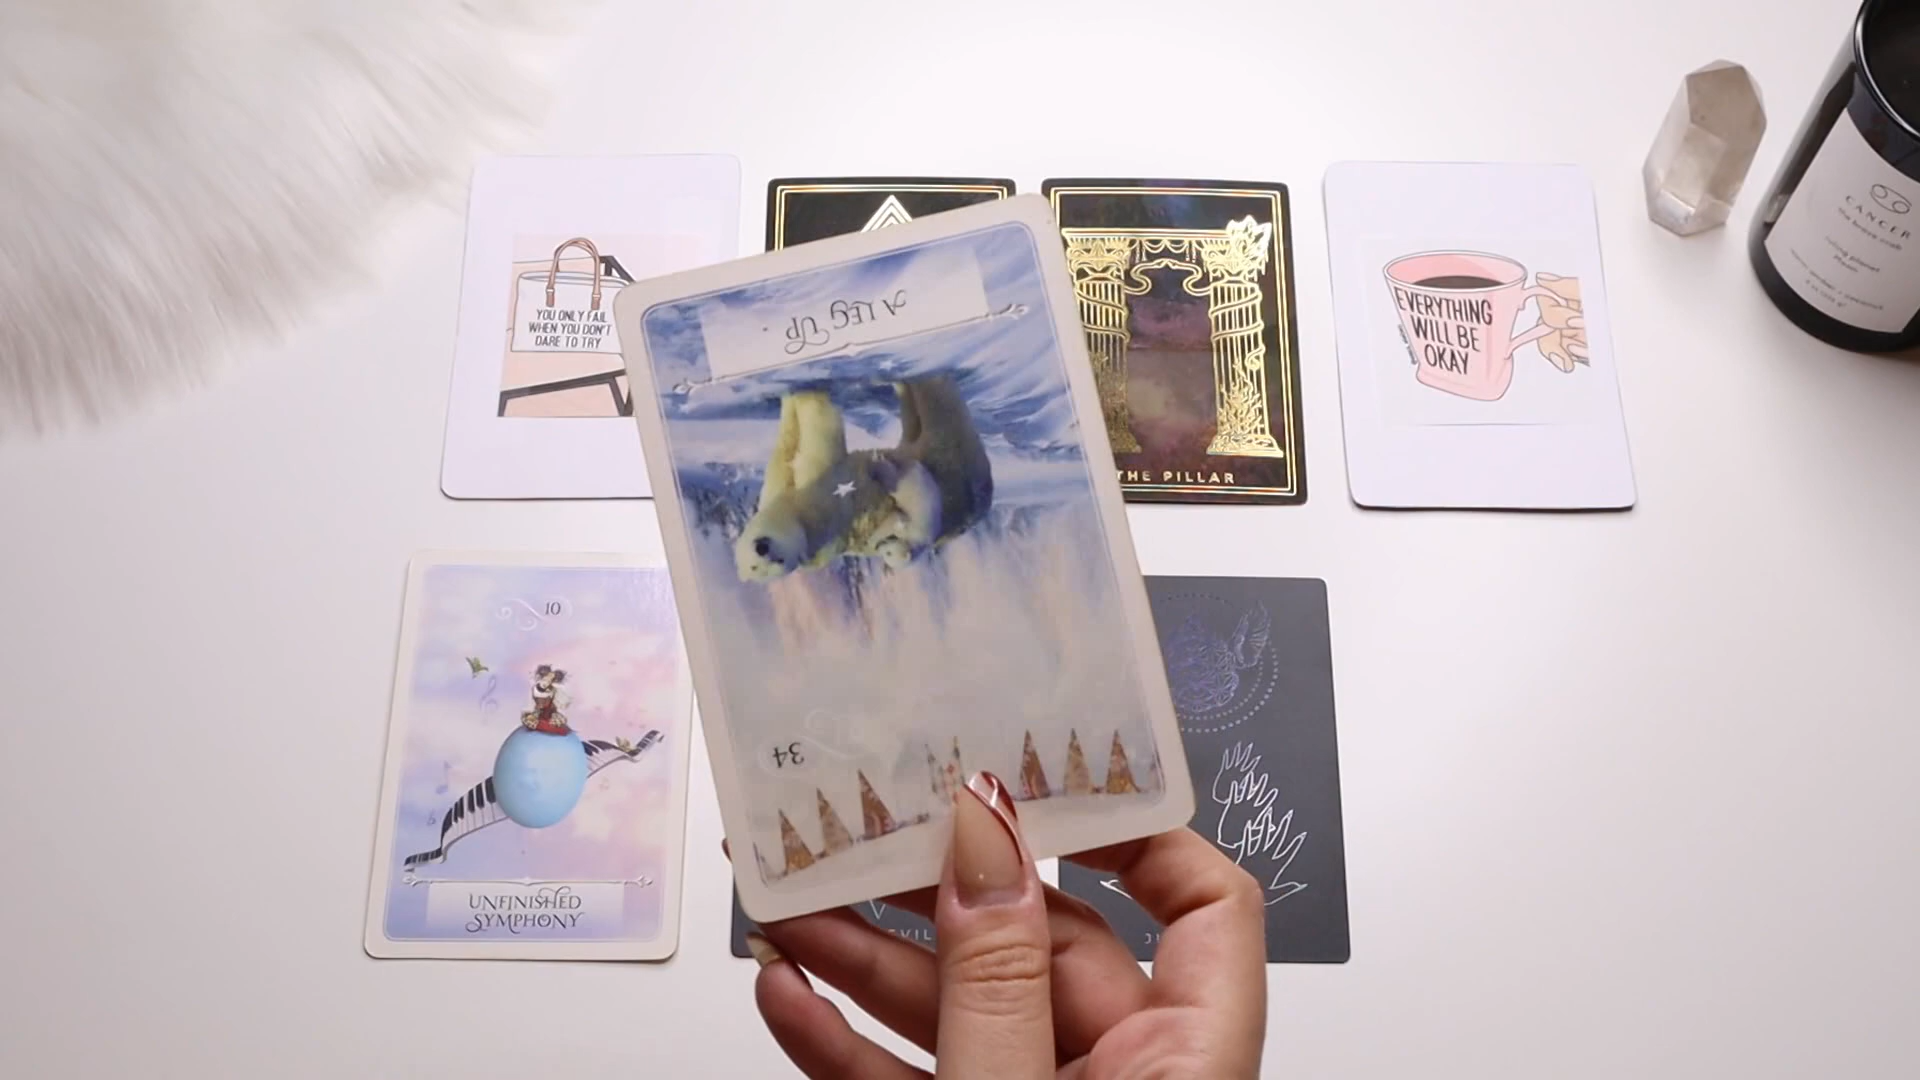 YOU ONLY FAIL
WHEN YOU DON'T
DARE TO TRY
A LEG UP
34
THE PILLAR
EVERYTHING
WILL BE
OKAY
CANCER
10
UNFINISHED
SYMPHONY